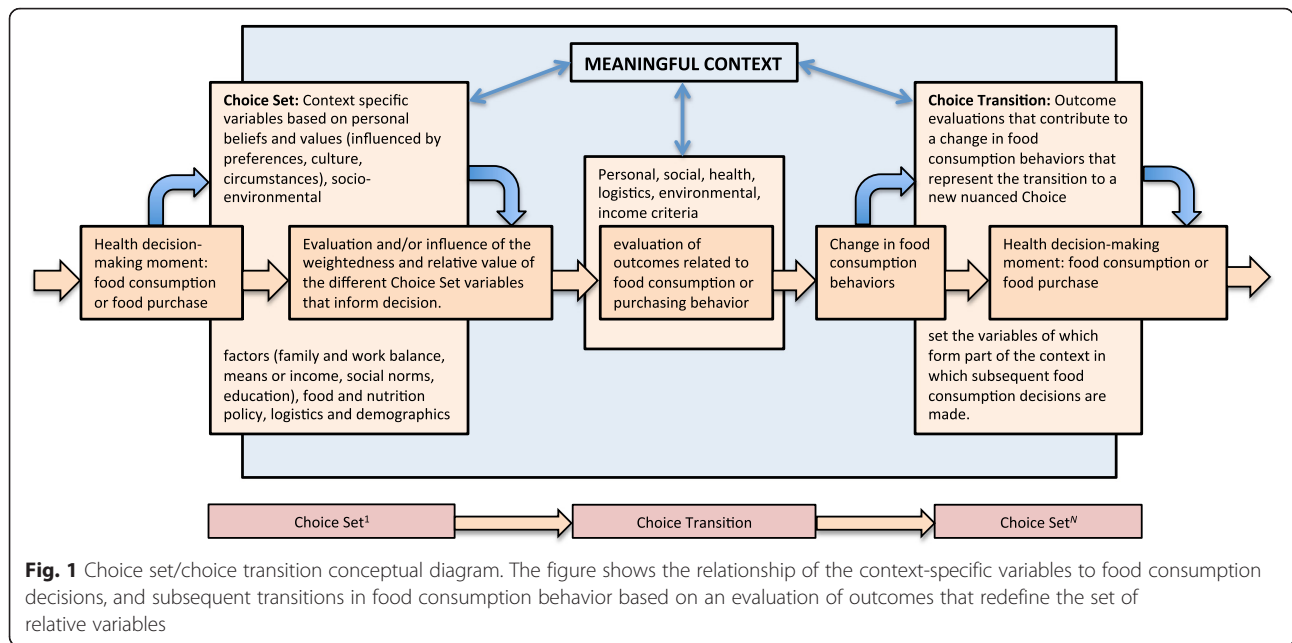 MEANINGFUL CONTEXT
Choice Set: Context specific
variables based on personal
beliefs and values (influenced by
preferences, culture,
circumstances), socio-
environmental
Health decision-
making moment:
food consumption
or food purchase
Evaluation and/or influence of the
weightedness and relative value of
the different Choice Set variables
that inform decision.
factors (family and work balance,
means or income, social norms,
education), food and nutrition
policy, logistics and demographics
Personal, social, health,
logistics, environmental,
income criteria
evaluation of
outcomes related to
food consumption or
purchasing behavior
Change in food
consumption
behaviors
Choice Transition: Outcome
evaluations that contribute to
a change in food
consumption behaviors that
represent the transition to a
new nuanced Choice
Health decision-making
moment: food consumption or
food purchase
set the variables of which
form part of the context in
which subsequent food
consumption decisions are
made.
Choice Set¹
Choice Transition
Choice Setᴺ
Fig. 1 Choice set/choice transition conceptual diagram. The figure shows the relationship of the context-specific variables to food consumption
decisions, and subsequent transitions in food consumption behavior based on an evaluation of outcomes that redefine the set of
relative variables